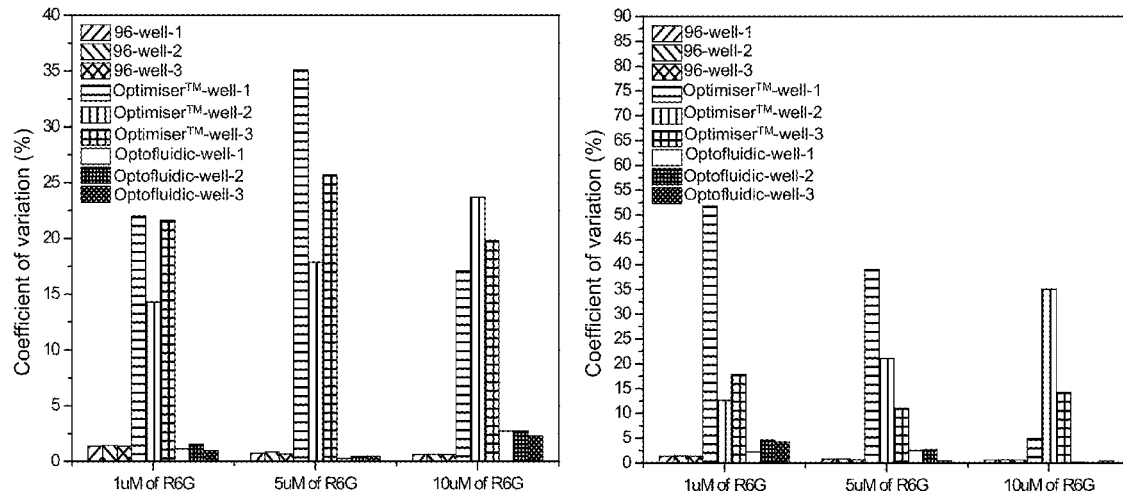 40
35
30
25
20
15
10
5
0
Coefficient of variation (%)
96-well-1
96-well-2
96-well-3
Optimiser™-well-1
Optimiser™-well-2
Optimiser™-well-3
Optofluidic-well-1
Optofluidic-well-2
Optofluidic-well-3
1uM of R6G
5uM of R6G
10uM of R6G
90
85
80
75
70
65
60
55
50
45
40
35
30
25
20
15
10
5
0
Coefficient of variation (%)
96-well-1
96-well-2
96-well-3
Optimiser™-well-1
Optimiser™-well-2
Optimiser™-well-3
Optofluidic-well-1
Optofluidic-well-2
Optofluidic-well-3
1uM of R6G
5uM of R6G
10uM of R6G